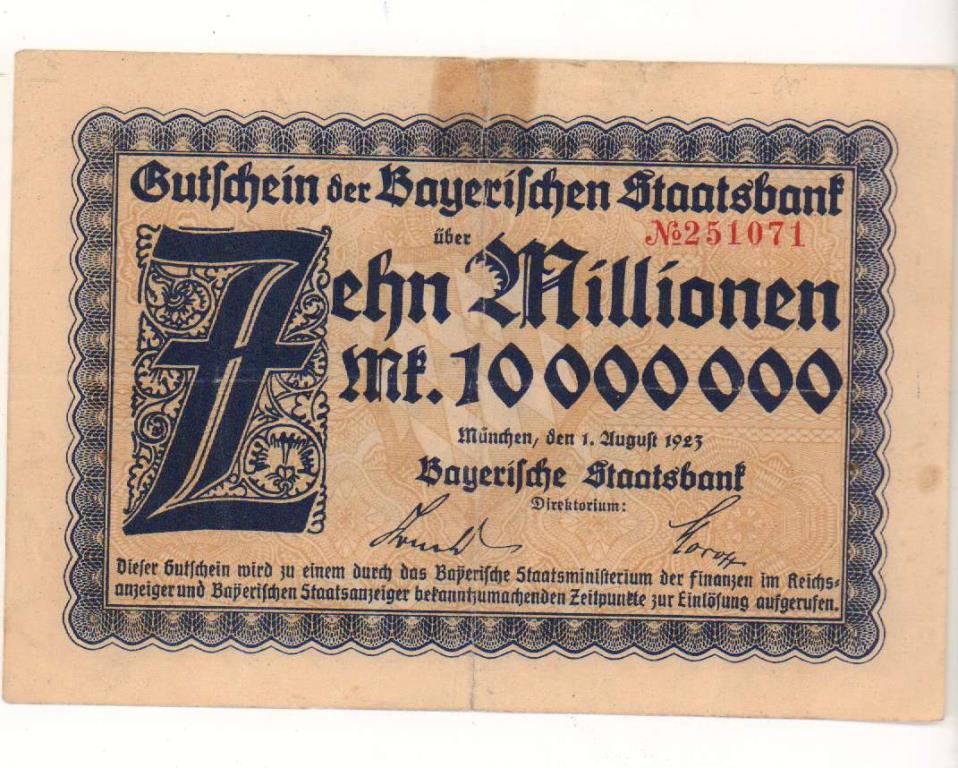 Gutschein der Bayerischen Staatsbank
№251071
über
Zehn Millionen
Mk. 10 000 000
München, den 1. August 1923
Bayerische Staatsbank
Direktorium:
Dieser Gutschein wird zu einem durch das Bayerische Staatsministerium der Finanzen im Reichs-
anzeiger und Bayerischen Staatsanzeiger bekanntzumachenden Zeitpunkte zur Einlösung aufgerufen.